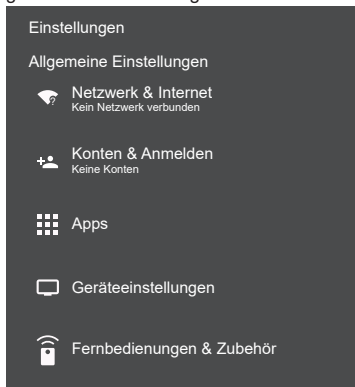 Einstellungen
Allgemeine Einstellungen
Netzwerk & Internet
Kein Netzwerk verbunden
Konten & Anmelden
Keine Konten
Apps
Geräteeinstellungen
Fernbedienungen & Zubehör